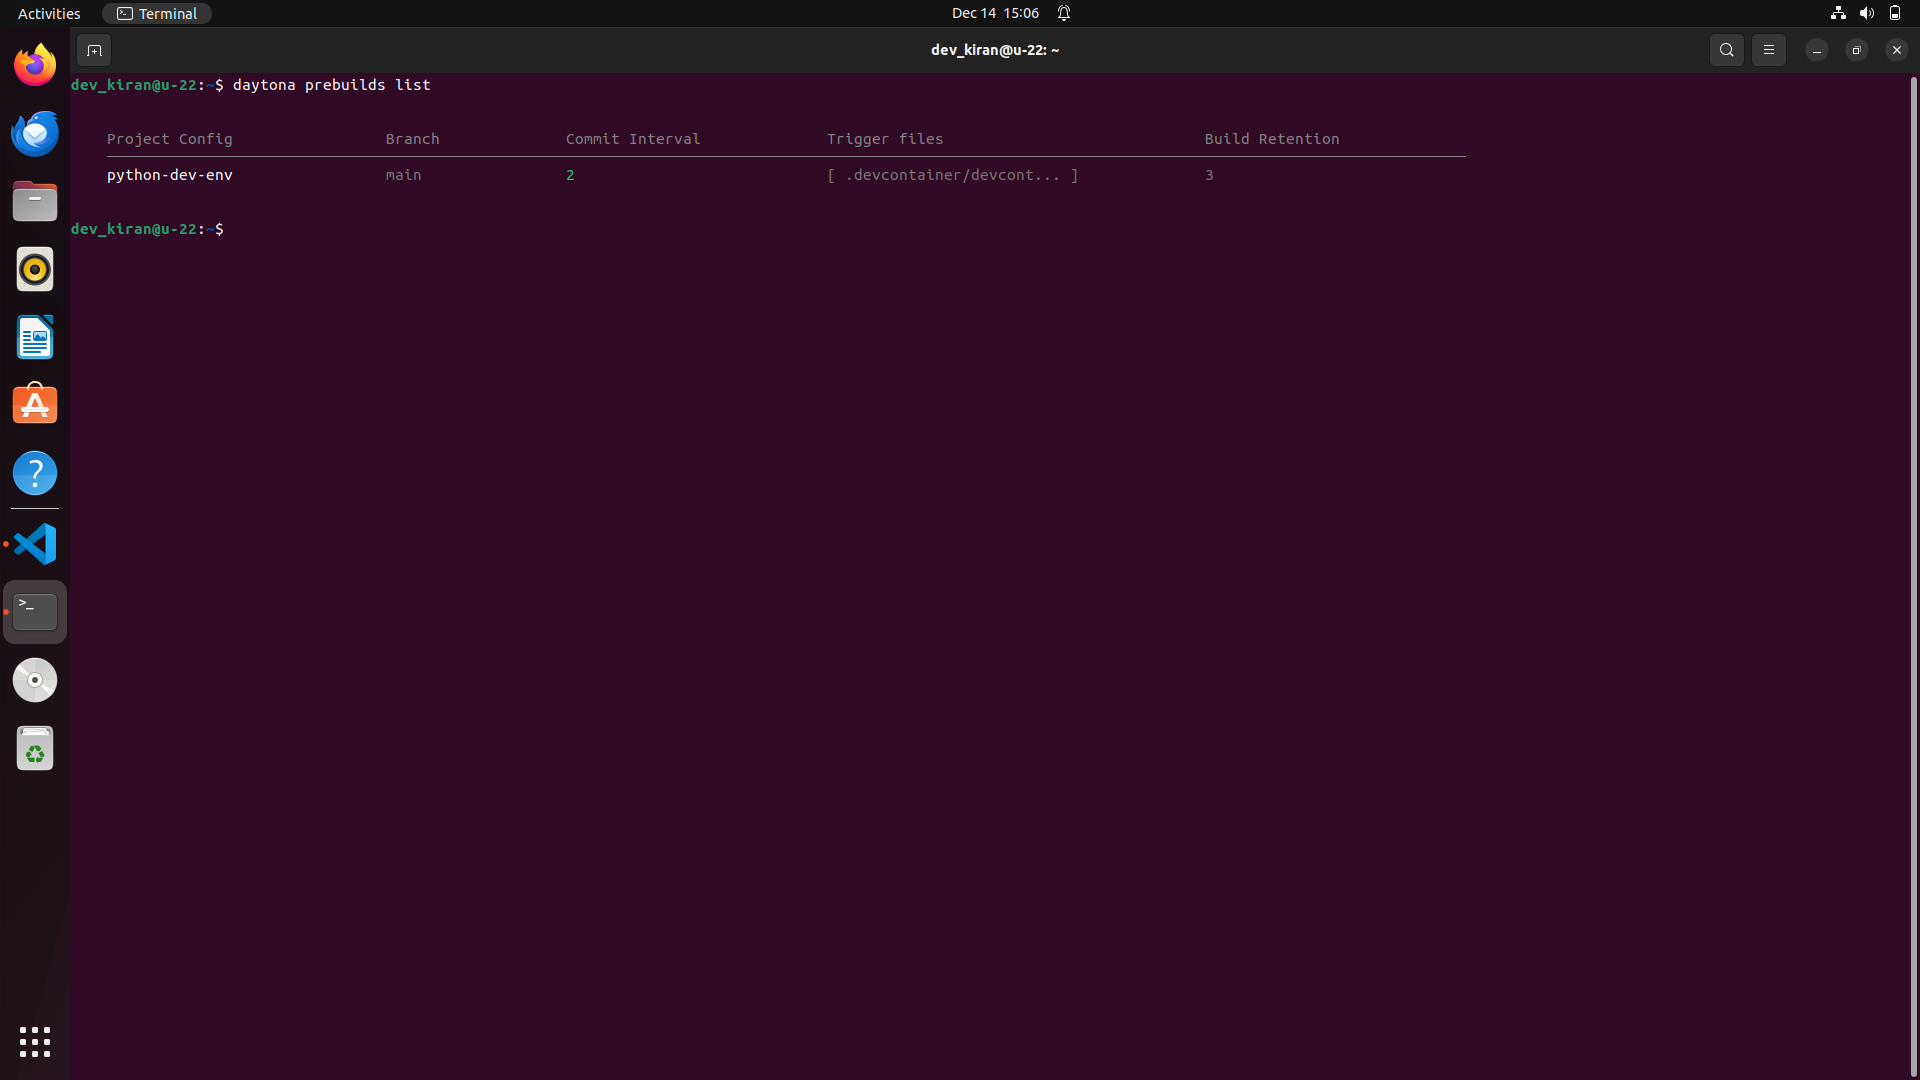 Activities Terminal Dec 14 15:06
dev_kiran@u-22: ~
dev_kiran@u-22:~$ daytona prebuilds list
Project Config Branch Commit Interval Trigger files Build Retention
python-dev-env main 2 [ .devcontainer/devcont... ] 3
dev_kiran@u-22:~$